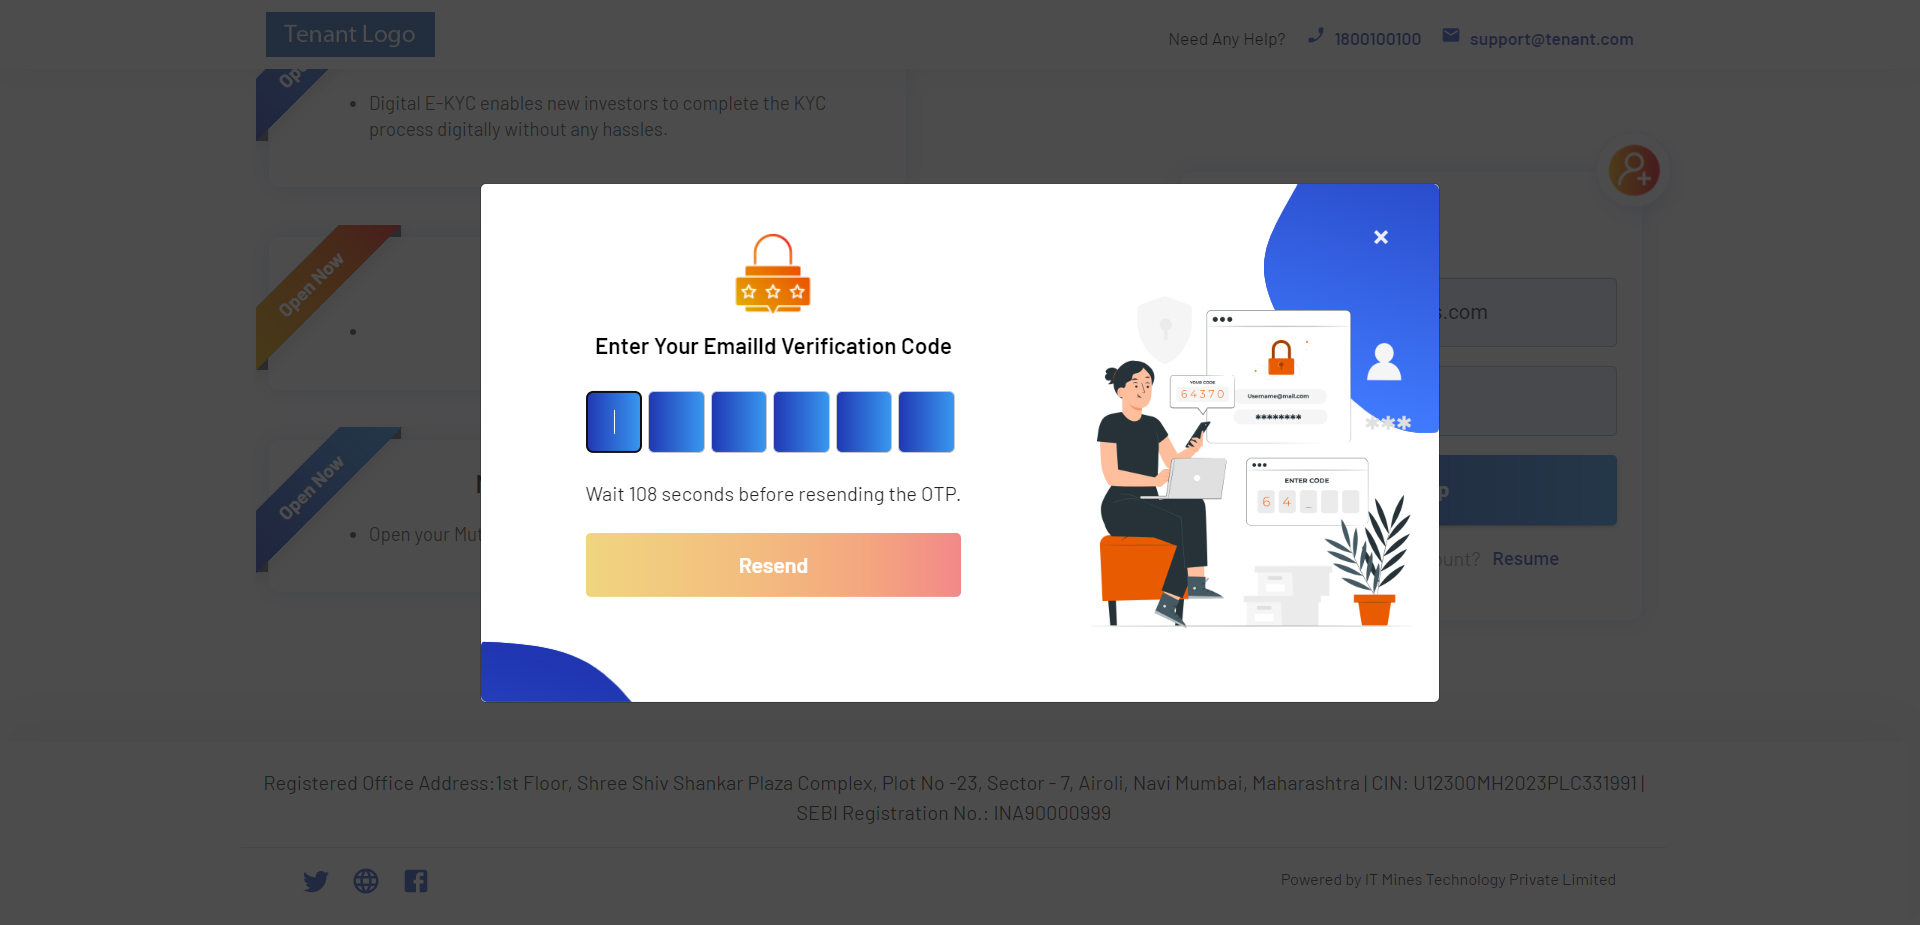 Tenant Logo
Need Any Help? 1800100100 support@tenant.com
Digital E-KYC enables new investors to complete the KYC
process digitally without any hassles.
Open Now
Open Now
Open your Mut
s.com
p
ount? Resume
Enter Your EmailId Verification Code
Wait 108 seconds before resending the OTP.
Resend
×
YOUR CODE
64370
Username@mail.com
********
***
ENTER CODE
6 4 _
Registered Office Address:1st Floor, Shree Shiv Shankar Plaza Complex, Plot No -23, Sector - 7, Airoli, Navi Mumbai, Maharashtra | CIN: U12300MH2023PLC331991 |
SEBI Registration No.: INA90000999
Powered by IT Mines Technology Private Limited